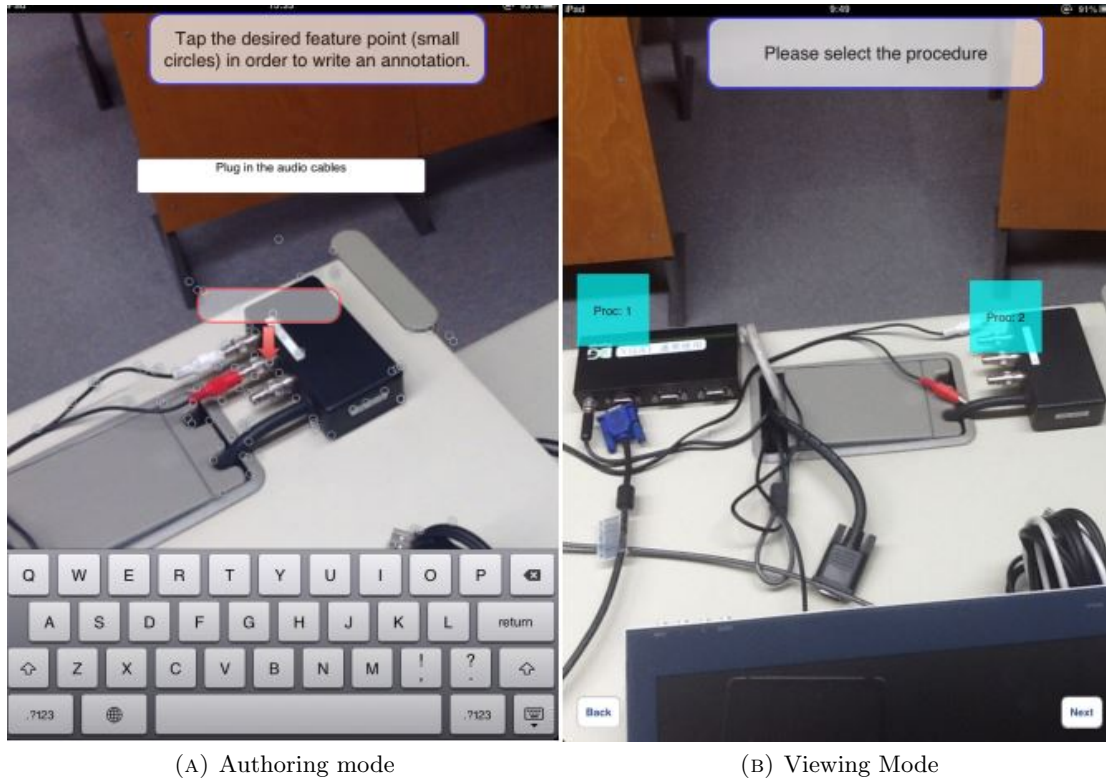 iPad
Tap the desired feature point (small
circles) in order to write an annotation.
Plug in the audio cables
Q W E R T Y U I O P
A S D F G H J K L return
Z X C V B N M ! , ? .
.?123 .?123
iPad 9:49 91%
Please select the procedure
Proc: 1
Proc: 2
Back
Next
(A) Authoring mode
(B) Viewing Mode